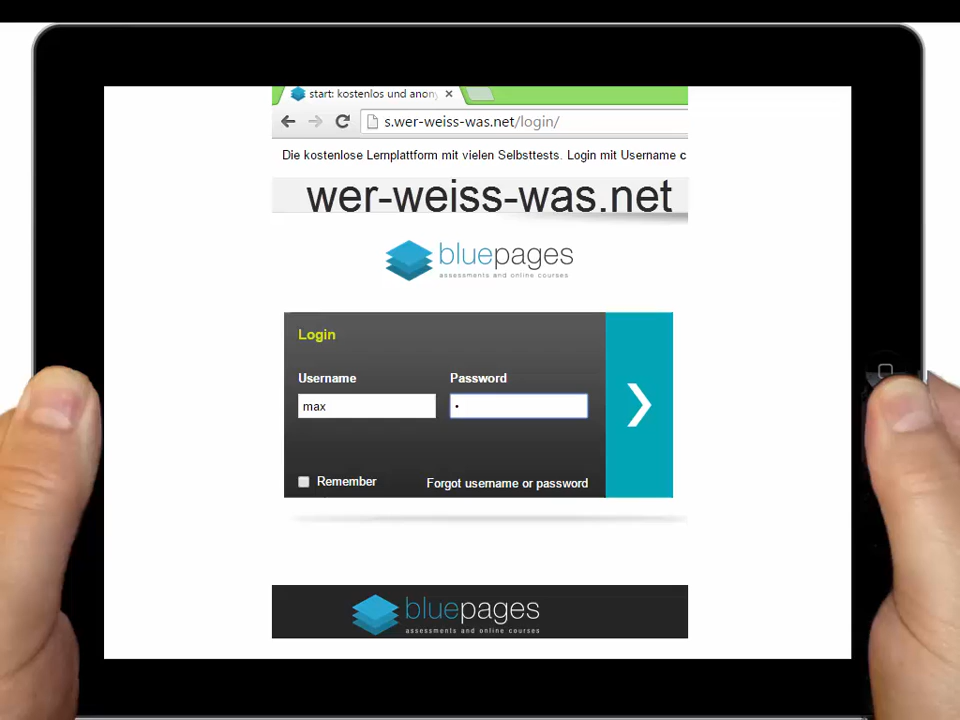 start: kostenlos und anony
s.wer-weiss-was.net/login/
Die kostenlose Lernplattform mit vielen Selbsttests. Login mit Username c
wer-weiss-was.net
bluepages
assessments and online courses
Login
Username Password
max •
Remember Forgot username or password
bluepages
assessments and online courses